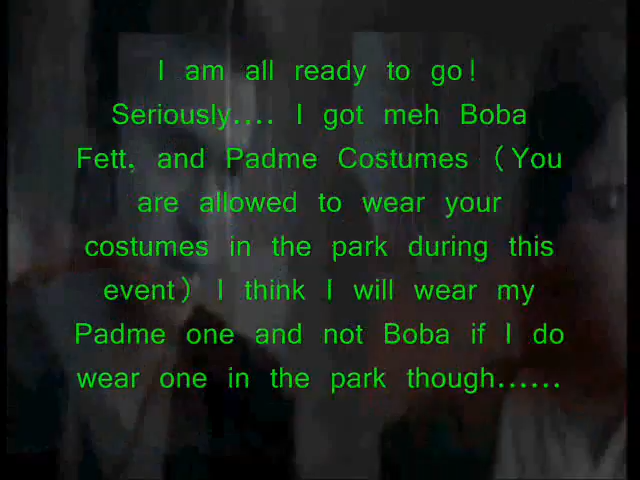 I am all ready to go!
Seriously.... I got meh Boba
Fett, and Padme Costumes (You
are allowed to wear your
costumes in the park during this
event) I think I will wear my
Padme one and not Boba if I do
wear one in the park though......